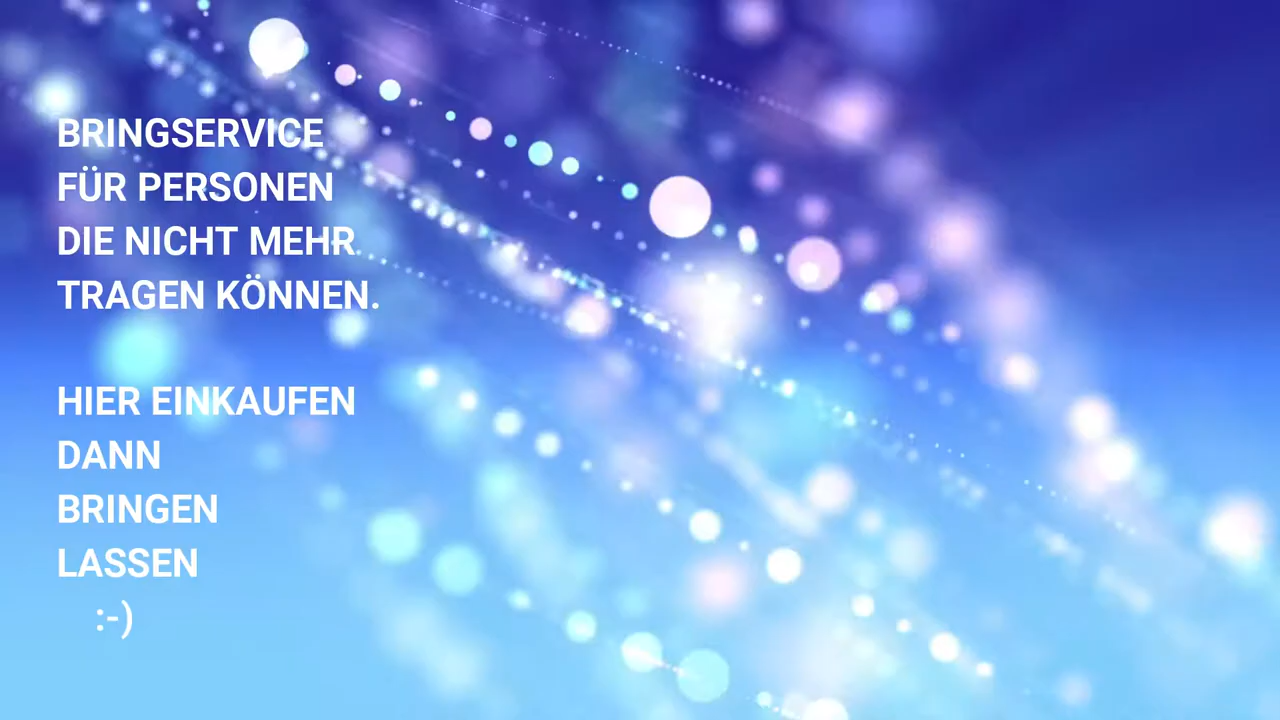 BRINGSERVICE
FÜR PERSONEN
DIE NICHT MEHR
TRAGEN KÖNNEN.
HIER EINKAUFEN
DANN
BRINGEN
LASSEN
:-)